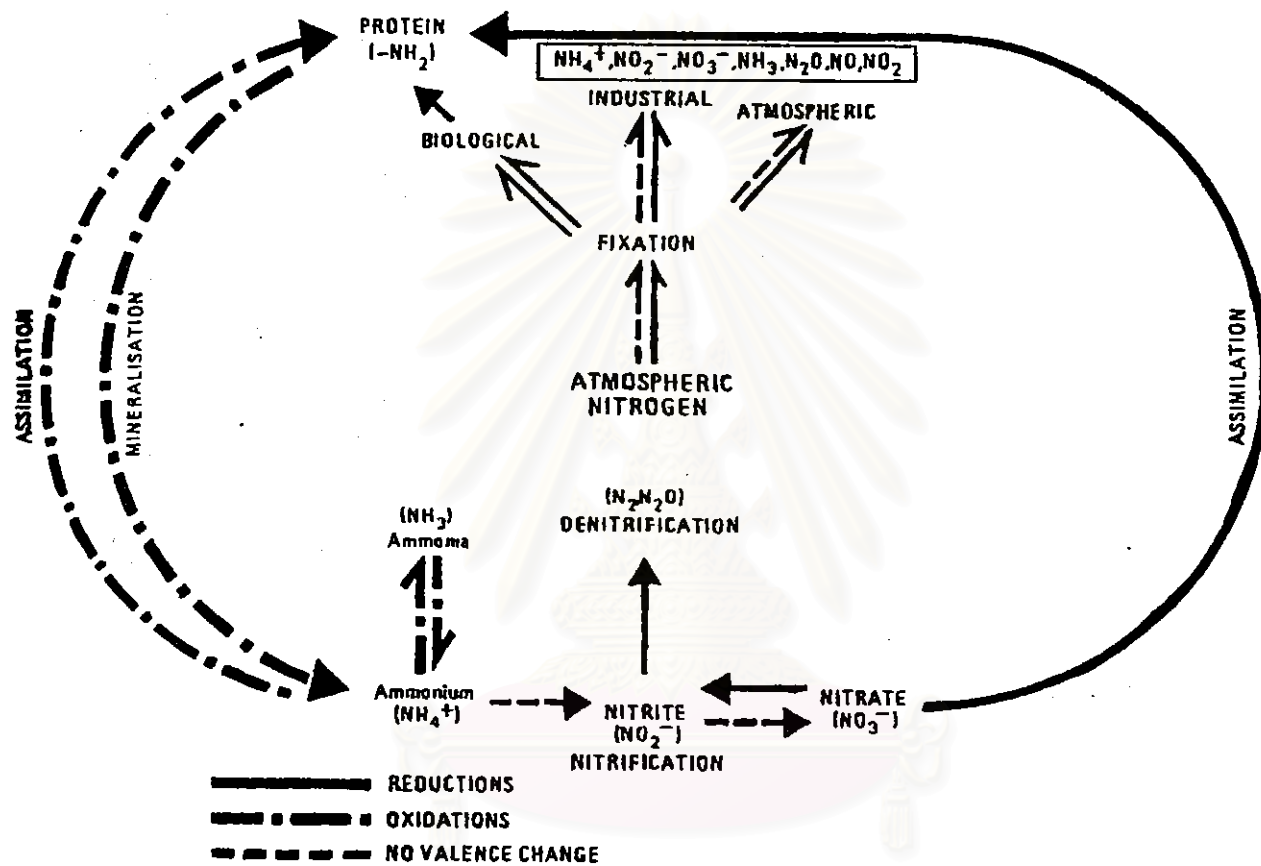 PROTEIN
(-NH₂)
NH₄⁺,NO₂⁻,NO₃⁻,NH₃,N₂O,NO,NO₂
INDUSTRIAL
ATMOSPHERIC
BIOLOGICAL
FIXATION
ASSIMILATION
MINERALISATION
ASSIMILATION
ATMOSPHERIC
NITROGEN
(N₂N₂O)
DENITRIFICATION
(NH₃)
Ammonia
Ammonium
(NH₄⁺)
NITRITE
(NO₂⁻)
NITRIFICATION
NITRATE
(NO₃⁻)
REDUCTIONS
OXIDATIONS
NO VALENCE CHANGE